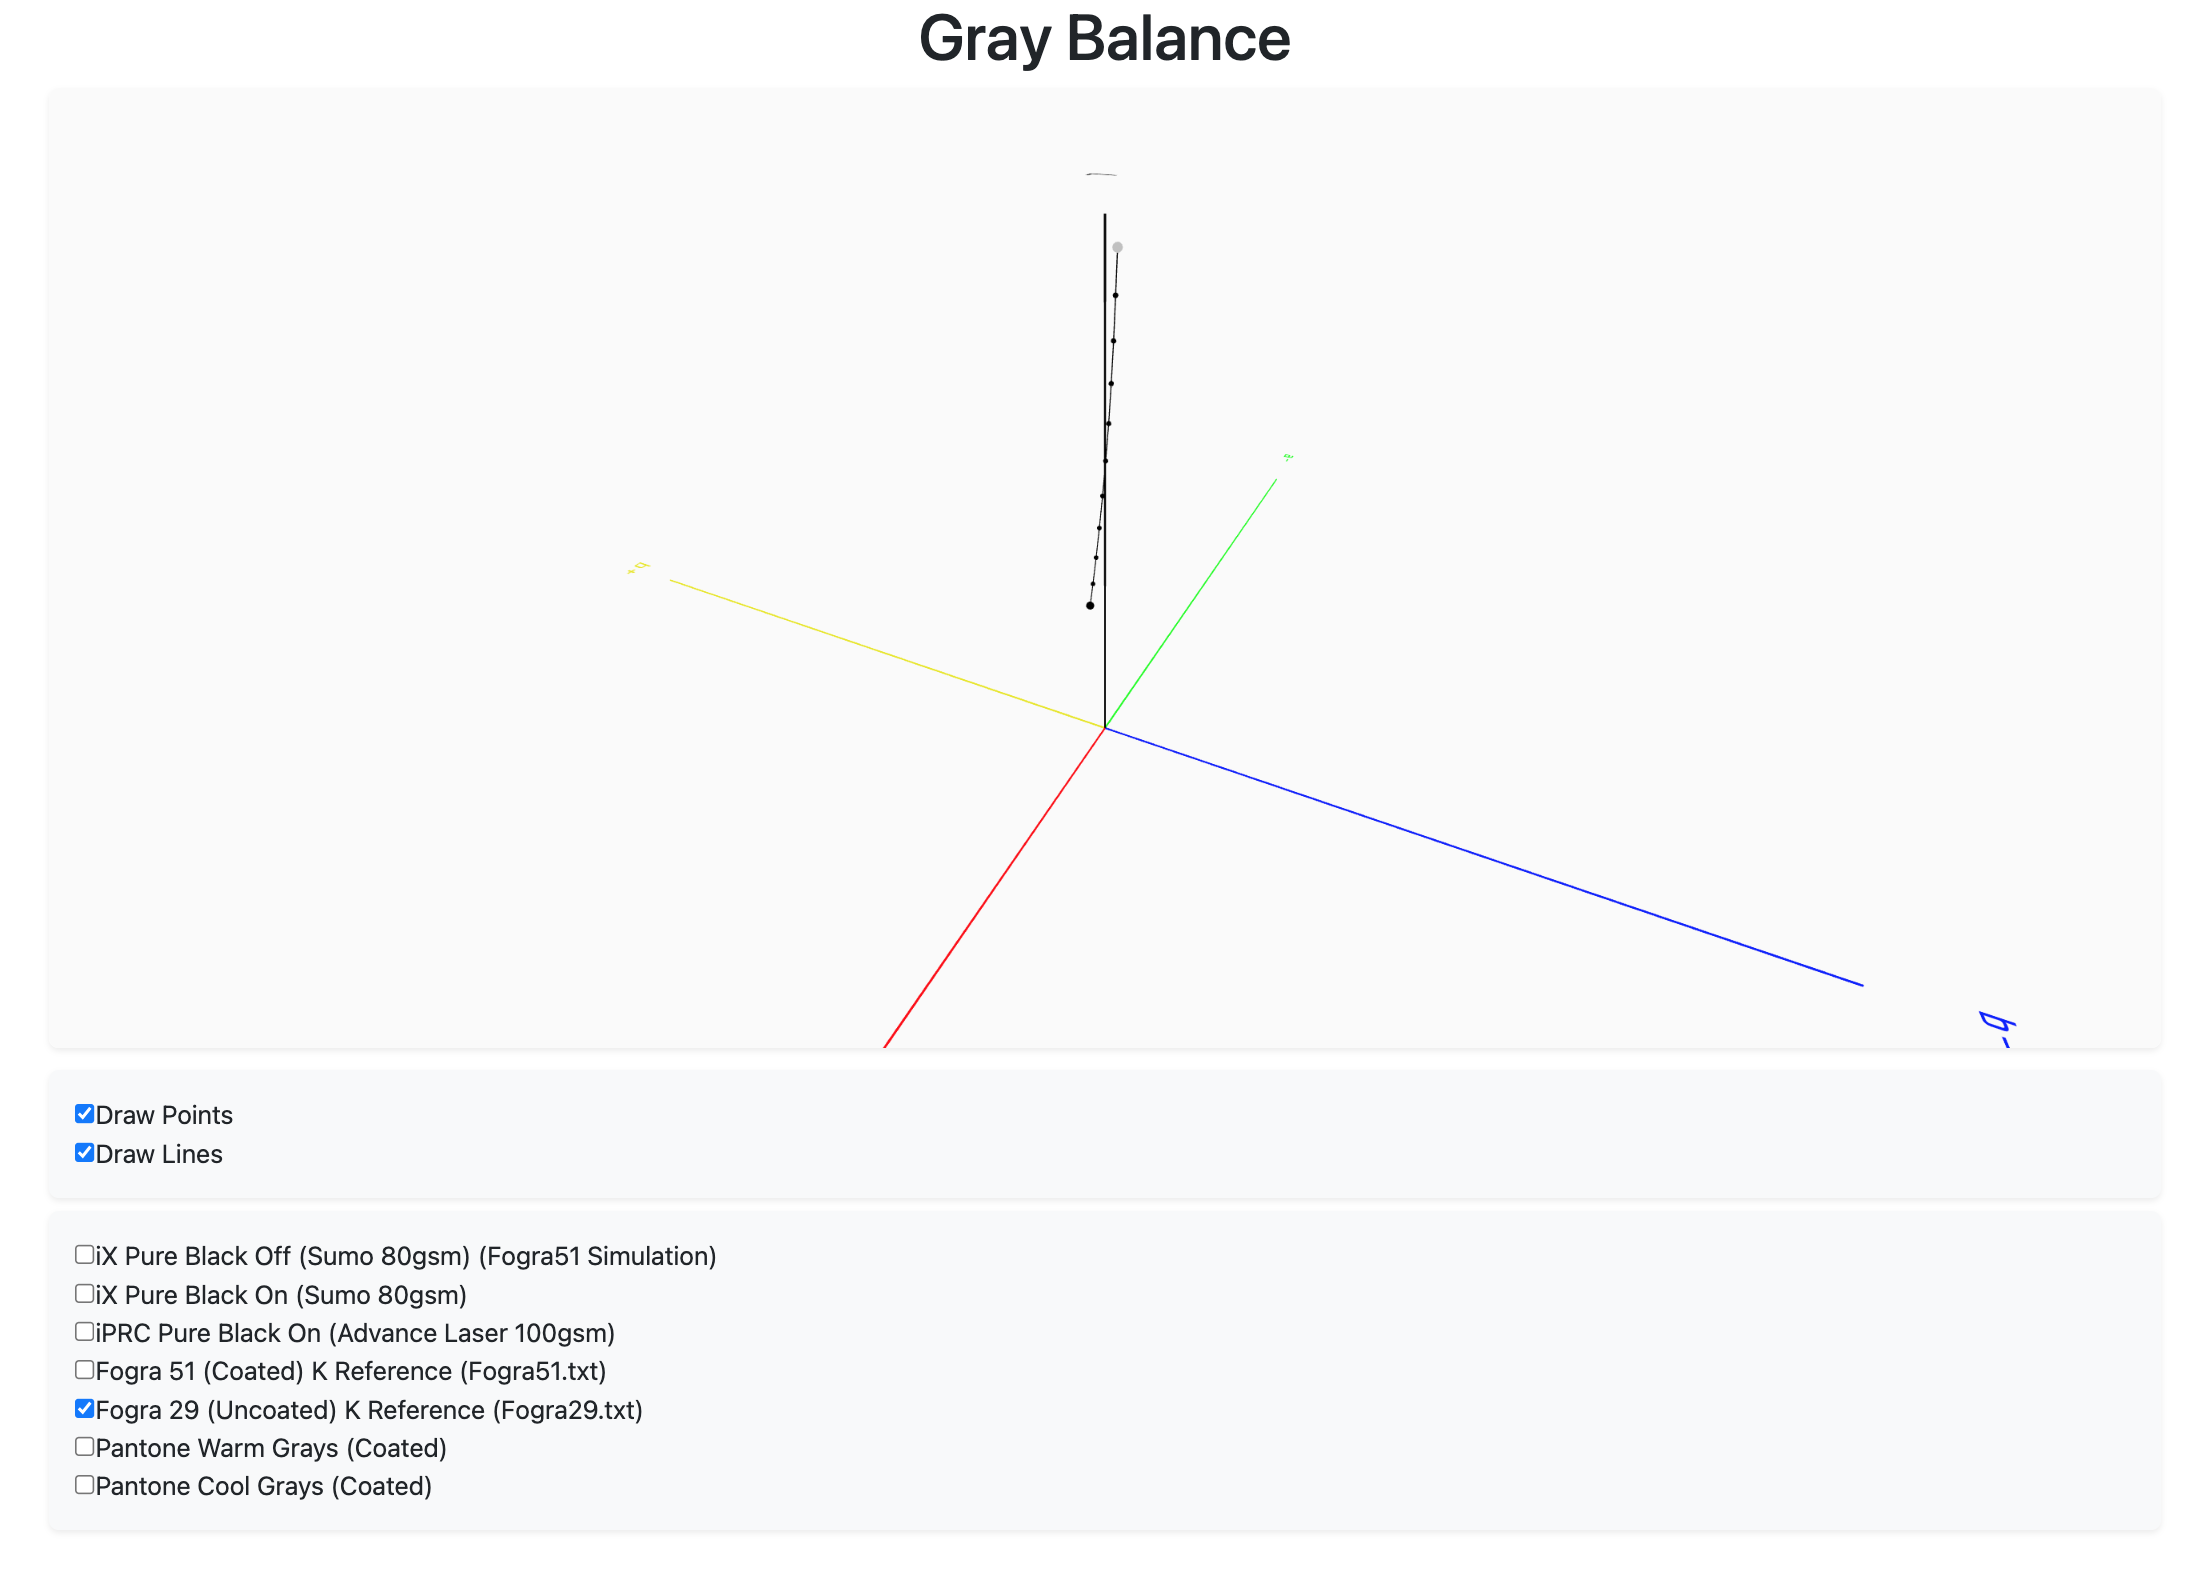 Gray Balance
Draw Points
Draw Lines
iX Pure Black Off (Sumo 80gsm) (Fogra51 Simulation)
iX Pure Black On (Sumo 80gsm)
iPRC Pure Black On (Advance Laser 100gsm)
Fogra 51 (Coated) K Reference (Fogra51.txt)
Fogra 29 (Uncoated) K Reference (Fogra29.txt)
Pantone Warm Grays (Coated)
Pantone Cool Grays (Coated)